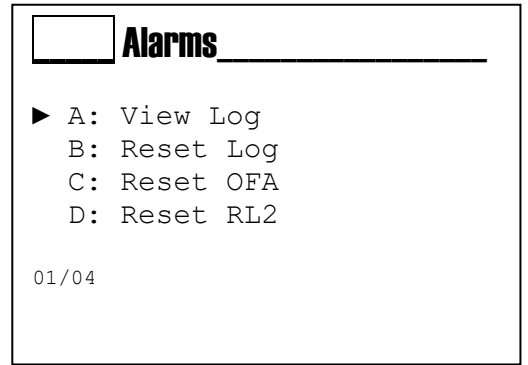 Alarms
► A: View Log
B: Reset Log
C: Reset OFA
D: Reset RL2
01/04